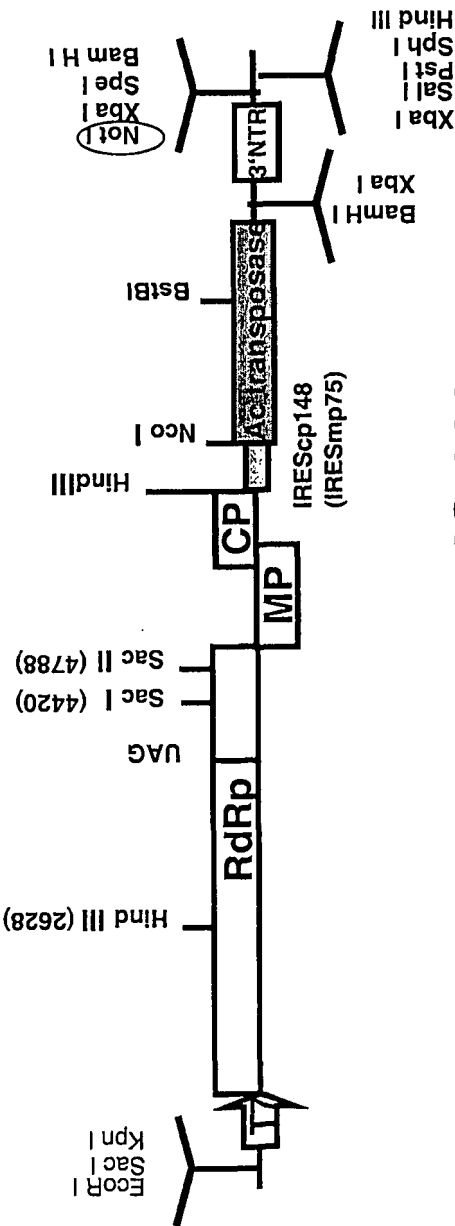 EcoRI
Sac I
Kpn I
Hind III (2628)
RdRp
UAG
Sac I (4420)
Sac II (4788)
MP
CP
HindIII
Nco I
IREScp148
(IRESmp75)
Ac transposase
BstBI
BamH I
Xba I
3'NTR
Not I
Xba I
Spe I
Bam H I
Xba I
Sal I
Pst I
Sph I
Hind III